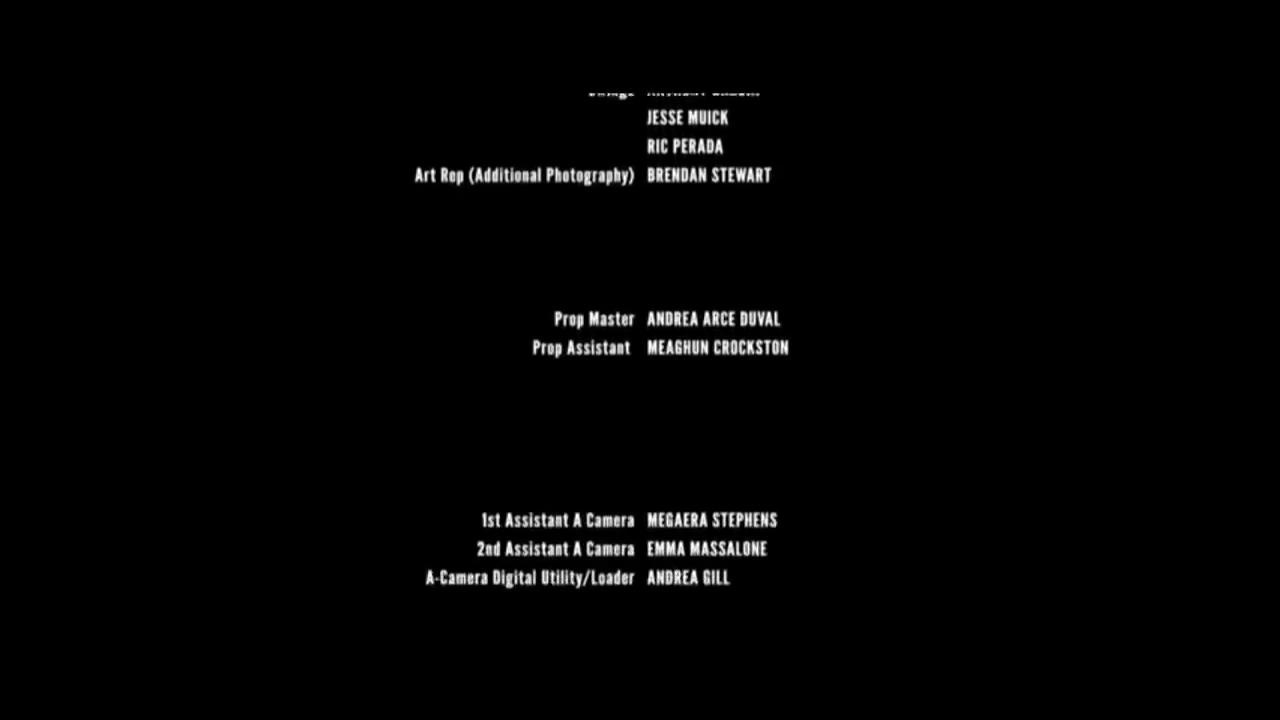 JESSE MUICK
RIC PERADA
Art Rep (Additional Photography) BRENDAN STEWART
Prop Master ANDREA ARCE DUVAL
Prop Assistant MEAGHUN CROCKSTON
1st Assistant A Camera MEGAERA STEPHENS
2nd Assistant A Camera EMMA MASSALONE
A-Camera Digital Utility/Loader ANDREA GILL